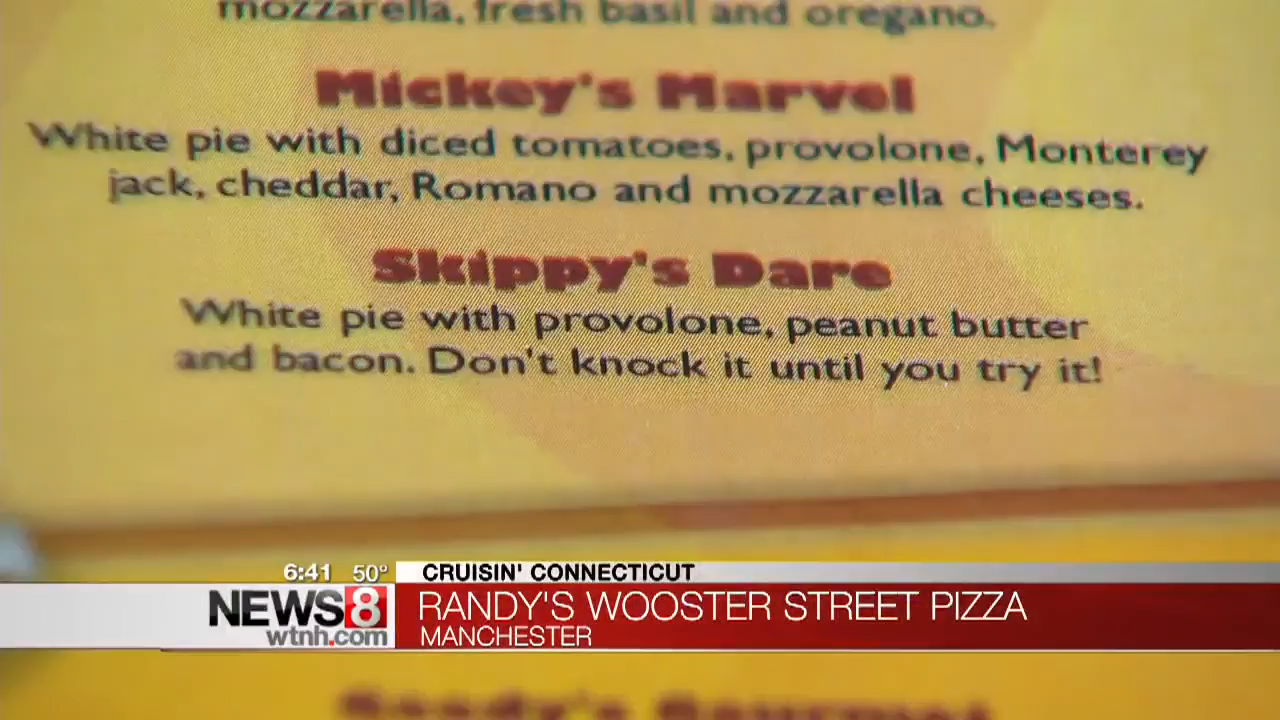 mozzarella, fresh basil and oregano.
Mickey's Marvel
White pie with diced tomatoes, provolone, Monterey
jack, cheddar, Romano and mozzarella cheeses.
Skippy's Dare
White pie with provolone, peanut butter
and bacon. Don't knock it until you try it!
6:41 50°
CRUISIN' CONNECTICUT
NEWS8
wtnh.com
RANDY'S WOOSTER STREET PIZZA
MANCHESTER